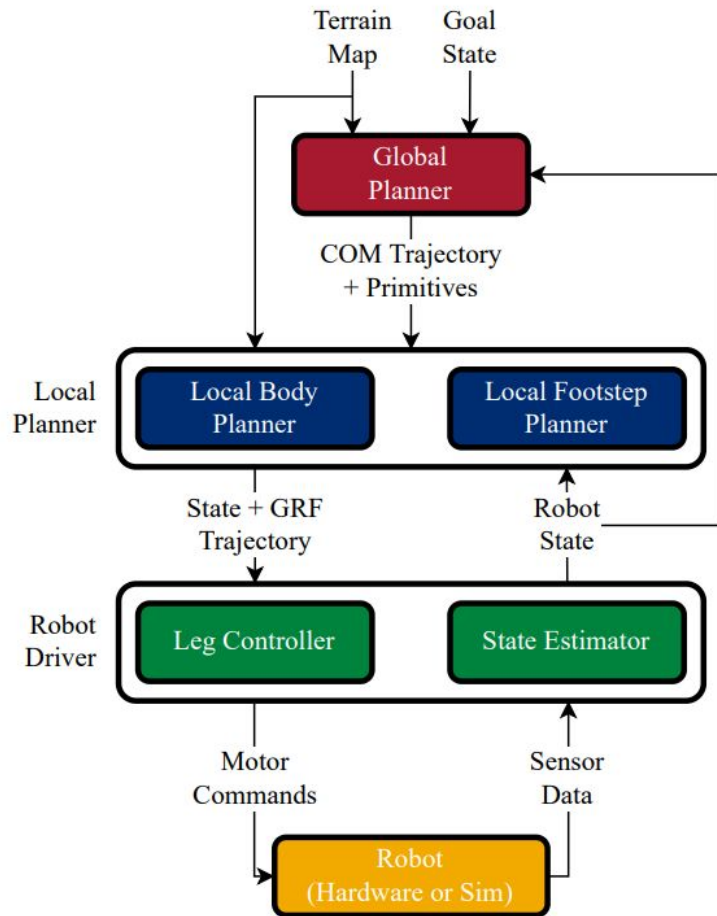 Terrain
Map
Goal
State
Global
Planner
COM Trajectory
+ Primitives
Local
Planner
Local Body
Planner
Local Footstep
Planner
State + GRF
Trajectory
Robot
State
Robot
Driver
Leg Controller
State Estimator
Motor
Commands
Sensor
Data
Robot
(Hardware or Sim)